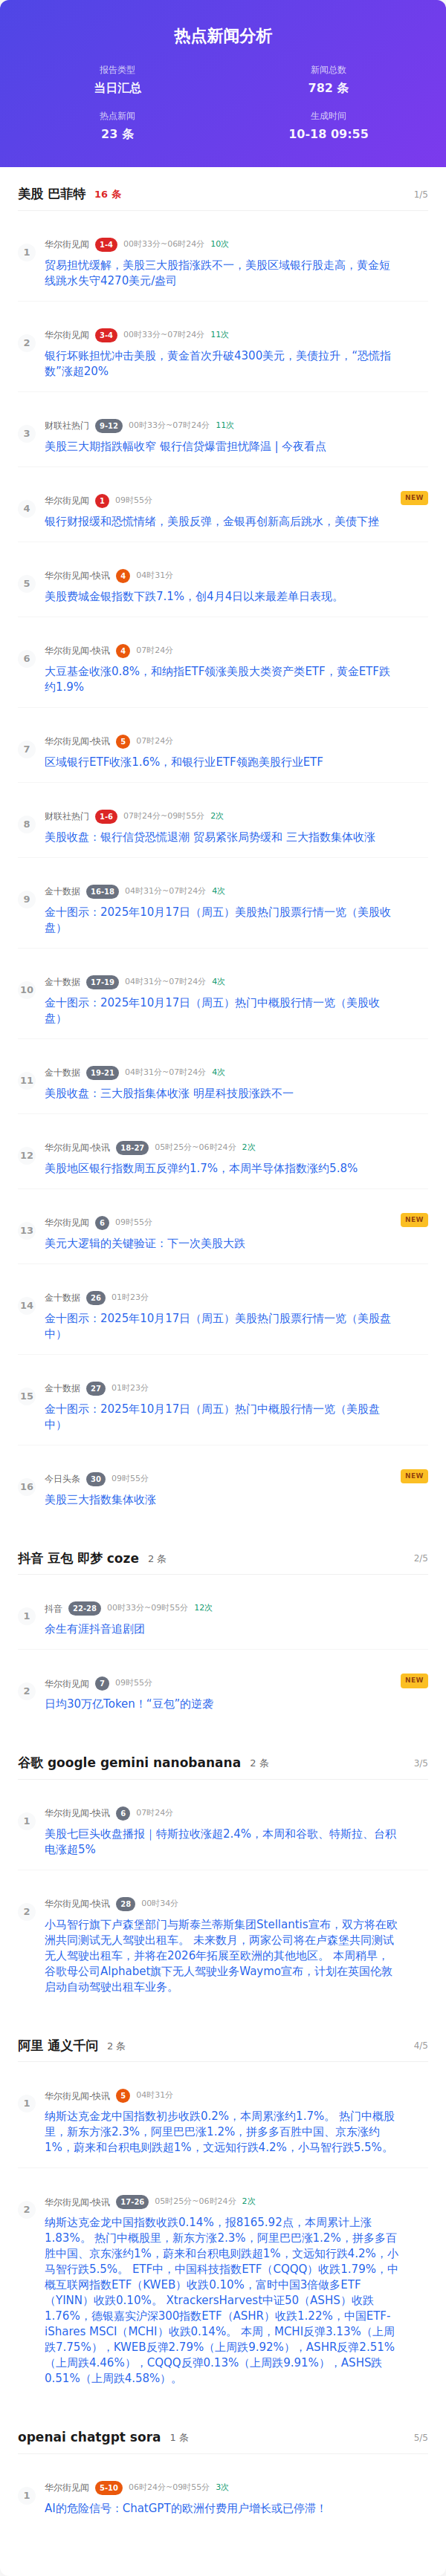 热点新闻分析
报告类型
当日汇总
新闻总数
782 条
热点新闻
23 条
生成时间
10-18 09:55
美股 巴菲特 16 条 1/5
1 华尔街见闻 1-4 00时33分~06时24分 10次
贸易担忧缓解，美股三大股指涨跌不一，美股区域银行股走高，黄金短
线跳水失守4270美元/盎司
2 华尔街见闻 3-4 00时33分~07时24分 11次
银行坏账担忧冲击美股，黄金首次升破4300美元，美债拉升，“恐慌指
数”涨超20%
3 财联社热门 9-12 00时33分~07时24分 11次
美股三大期指跌幅收窄 银行信贷爆雷担忧降温 | 今夜看点
4 华尔街见闻 1 09时55分 NEW
银行财报缓和恐慌情绪，美股反弹，金银再创新高后跳水，美债下挫
5 华尔街见闻-快讯 4 04时31分
美股费城金银指数下跌7.1%，创4月4日以来最差单日表现。
6 华尔街见闻-快讯 4 07时24分
大豆基金收涨0.8%，和纳指ETF领涨美股大类资产类ETF，黄金ETF跌
约1.9%
7 华尔街见闻-快讯 5 07时24分
区域银行ETF收涨1.6%，和银行业ETF领跑美股行业ETF
8 财联社热门 1-6 07时24分~09时55分 2次
美股收盘：银行信贷恐慌退潮 贸易紧张局势缓和 三大指数集体收涨
9 金十数据 16-18 04时31分~07时24分 4次
金十图示：2025年10月17日（周五）美股热门股票行情一览（美股收
盘）
10 金十数据 17-19 04时31分~07时24分 4次
金十图示：2025年10月17日（周五）热门中概股行情一览（美股收
盘）
11 金十数据 19-21 04时31分~07时24分 4次
美股收盘：三大股指集体收涨 明星科技股涨跌不一
12 华尔街见闻-快讯 18-27 05时25分~06时24分 2次
美股地区银行指数周五反弹约1.7%，本周半导体指数涨约5.8%
13 华尔街见闻 6 09时55分 NEW
美元大逻辑的关键验证：下一次美股大跌
14 金十数据 26 01时23分
金十图示：2025年10月17日（周五）美股热门股票行情一览（美股盘
中）
15 金十数据 27 01时23分
金十图示：2025年10月17日（周五）热门中概股行情一览（美股盘
中）
16 今日头条 30 09时55分 NEW
美股三大指数集体收涨
抖音 豆包 即梦 coze 2 条 2/5
1 抖音 22-28 00时33分~09时55分 12次
余生有涯抖音追剧团
2 华尔街见闻 7 09时55分 NEW
日均30万亿Token！“豆包”的逆袭
谷歌 google gemini nanobanana 2 条 3/5
1 华尔街见闻-快讯 6 07时24分
美股七巨头收盘播报｜特斯拉收涨超2.4%，本周和谷歌、特斯拉、台积
电涨超5%
2 华尔街见闻-快讯 28 00时34分
小马智行旗下卢森堡部门与斯泰兰蒂斯集团Stellantis宣布，双方将在欧
洲共同测试无人驾驶出租车。 未来数月，两家公司将在卢森堡共同测试
无人驾驶出租车，并将在2026年拓展至欧洲的其他地区。 本周稍早，
谷歌母公司Alphabet旗下无人驾驶业务Waymo宣布，计划在英国伦敦
启动自动驾驶出租车业务。
阿里 通义千问 2 条 4/5
1 华尔街见闻-快讯 5 04时31分
纳斯达克金龙中国指数初步收跌0.2%，本周累涨约1.7%。 热门中概股
里，新东方涨2.3%，阿里巴巴涨1.2%，拼多多百胜中国、京东涨约
1%，蔚来和台积电则跌超1%，文远知行跌4.2%，小马智行跌5.5%。
2 华尔街见闻-快讯 17-26 05时25分~06时24分 2次
纳斯达克金龙中国指数收跌0.14%，报8165.92点，本周累计上涨
1.83%。 热门中概股里，新东方涨2.3%，阿里巴巴涨1.2%，拼多多百
胜中国、京东涨约1%，蔚来和台积电则跌超1%，文远知行跌4.2%，小
马智行跌5.5%。 ETF中，中国科技指数ETF（CQQQ）收跌1.79%，中
概互联网指数ETF（KWEB）收跌0.10%，富时中国3倍做多ETF
（YINN）收跌0.10%。 XtrackersHarvest中证50（ASHS）收跌
1.76%，德银嘉实沪深300指数ETF（ASHR）收跌1.22%，中国ETF-
iShares MSCI（MCHI）收跌0.14%。 本周，MCHI反弹3.13%（上周
跌7.75%），KWEB反弹2.79%（上周跌9.92%），ASHR反弹2.51%
（上周跌4.46%），CQQQ反弹0.13%（上周跌9.91%），ASHS跌
0.51%（上周跌4.58%）。
openai chatgpt sora 1 条 5/5
1 华尔街见闻 5-10 06时24分~09时55分 3次
AI的危险信号：ChatGPT的欧洲付费用户增长或已停滞！